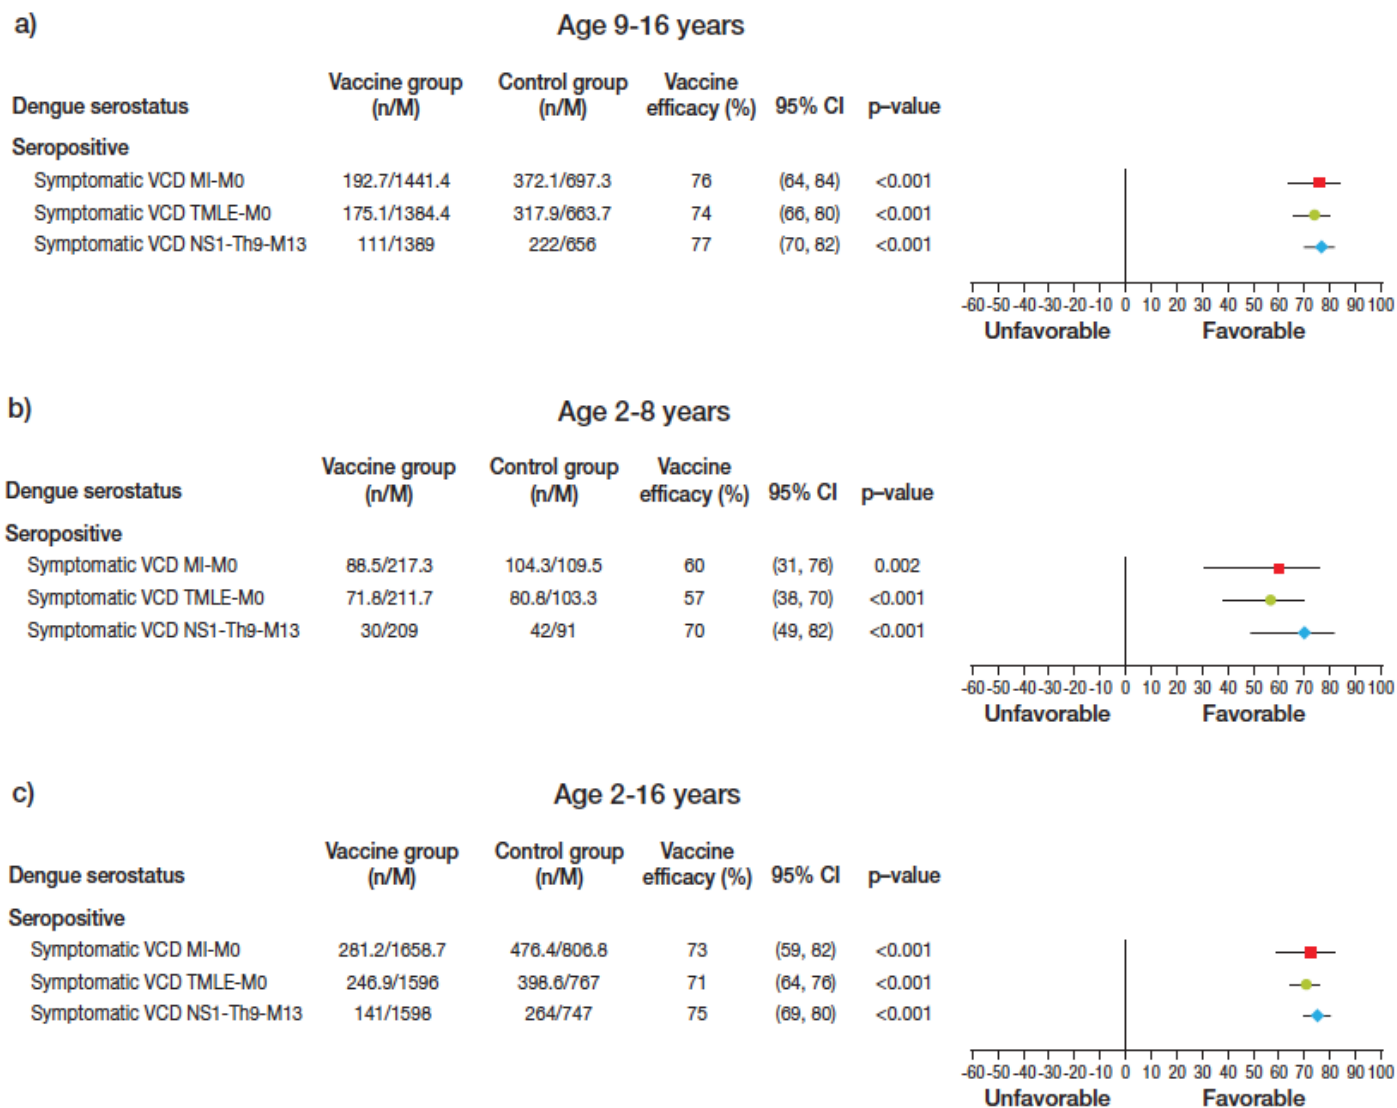 a) Age 9-16 years
Dengue serostatus Vaccine group (n/M) Control group (n/M) Vaccine efficacy (%) 95% CI p–value
Seropositive
Symptomatic VCD MI-M0 192.7/1441.4 372.1/697.3 76 (64, 84) <0.001
Symptomatic VCD TMLE-M0 175.1/1384.4 317.9/663.7 74 (66, 80) <0.001
Symptomatic VCD NS1-Th9-M13 111/1389 222/656 77 (70, 82) <0.001
-60 -50 -40 -30 -20 -10 0 10 20 30 40 50 60 70 80 90 100
Unfavorable Favorable
b) Age 2-8 years
Dengue serostatus Vaccine group (n/M) Control group (n/M) Vaccine efficacy (%) 95% CI p–value
Seropositive
Symptomatic VCD MI-M0 88.5/217.3 104.3/109.5 60 (31, 76) 0.002
Symptomatic VCD TMLE-M0 71.8/211.7 80.8/103.3 57 (38, 70) <0.001
Symptomatic VCD NS1-Th9-M13 30/209 42/91 70 (49, 82) <0.001
-60 -50 -40 -30 -20 -10 0 10 20 30 40 50 60 70 80 90 100
Unfavorable Favorable
c) Age 2-16 years
Dengue serostatus Vaccine group (n/M) Control group (n/M) Vaccine efficacy (%) 95% CI p–value
Seropositive
Symptomatic VCD MI-M0 281.2/1658.7 476.4/806.8 73 (59, 82) <0.001
Symptomatic VCD TMLE-M0 246.9/1596 398.6/767 71 (64, 76) <0.001
Symptomatic VCD NS1-Th9-M13 141/1598 264/747 75 (69, 80) <0.001
-60 -50 -40 -30 -20 -10 0 10 20 30 40 50 60 70 80 90 100
Unfavorable Favorable